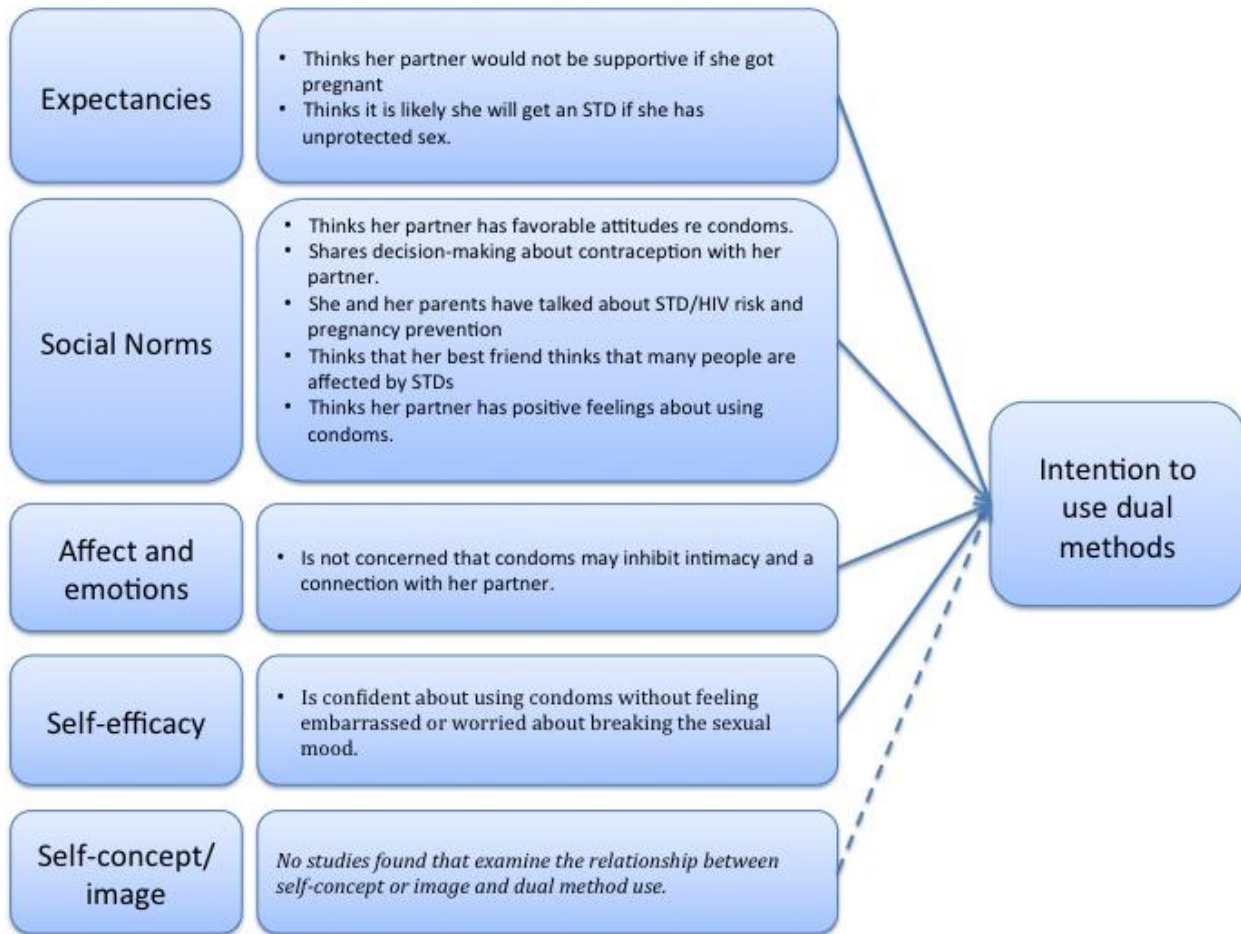 Expectancies
• Thinks her partner would not be supportive if she got
pregnant
• Thinks it is likely she will get an STD if she has
unprotected sex.
Social Norms
• Thinks her partner has favorable attitudes re condoms.
• Shares decision-making about contraception with her
partner.
• She and her parents have talked about STD/HIV risk and
pregnancy prevention
• Thinks that her best friend thinks that many people are
affected by STDs
• Thinks her partner has positive feelings about using
condoms.
Affect and
emotions
• Is not concerned that condoms may inhibit intimacy and a
connection with her partner.
Self-efficacy
• Is confident about using condoms without feeling
embarrassed or worried about breaking the sexual
mood.
Self-concept/
image
No studies found that examine the relationship between
self-concept or image and dual method use.
Intention to
use dual
methods